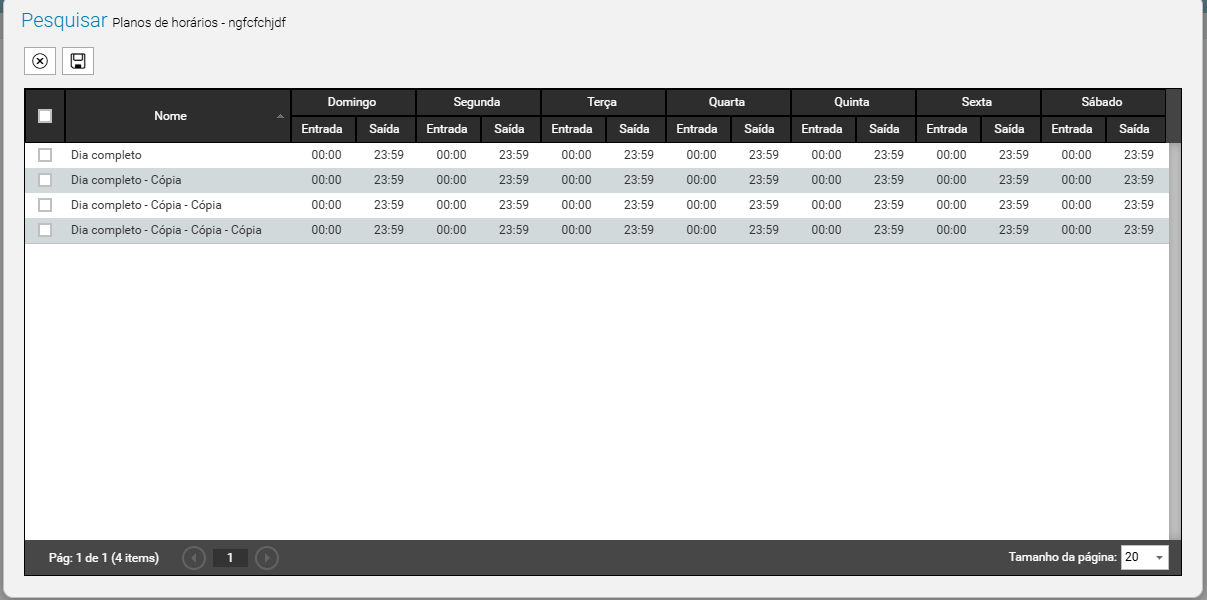 Pesquisar Planos de horários - ngfcfchjdf
Nome Domingo Segunda Terça Quarta Quinta Sexta Sábado
Entrada Saída Entrada Saída Entrada Saída Entrada Saída Entrada Saída Entrada Saída Entrada Saída
Dia completo 00:00 23:59 00:00 23:59 00:00 23:59 00:00 23:59 00:00 23:59 00:00 23:59 00:00 23:59
Dia completo - Cópia 00:00 23:59 00:00 23:59 00:00 23:59 00:00 23:59 00:00 23:59 00:00 23:59 00:00 23:59
Dia completo - Cópia - Cópia 00:00 23:59 00:00 23:59 00:00 23:59 00:00 23:59 00:00 23:59 00:00 23:59 00:00 23:59
Dia completo - Cópia - Cópia - Cópia 00:00 23:59 00:00 23:59 00:00 23:59 00:00 23:59 00:00 23:59 00:00 23:59 00:00 23:59
Pág: 1 de 1 (4 items) 1 Tamanho da página: 20